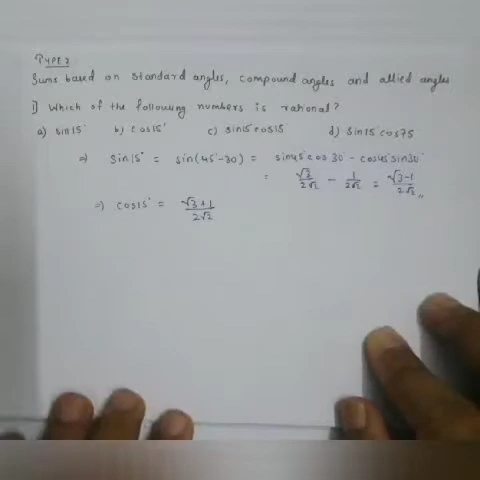 TYPE 2
Sums based on standard angles, compound angles and allied angles
1) Which of the following numbers is rational?
a) sin15° b) cos15° c) sin15°cos15° d) sin15°cos75
⇒ sin15° = sin(45°-30) = sin45°cos30° - cos45°sin30°
= √3/2√2 - 1/2√2 = √3-1/2√2 "
⇒ cos15° = √3+1/2√2